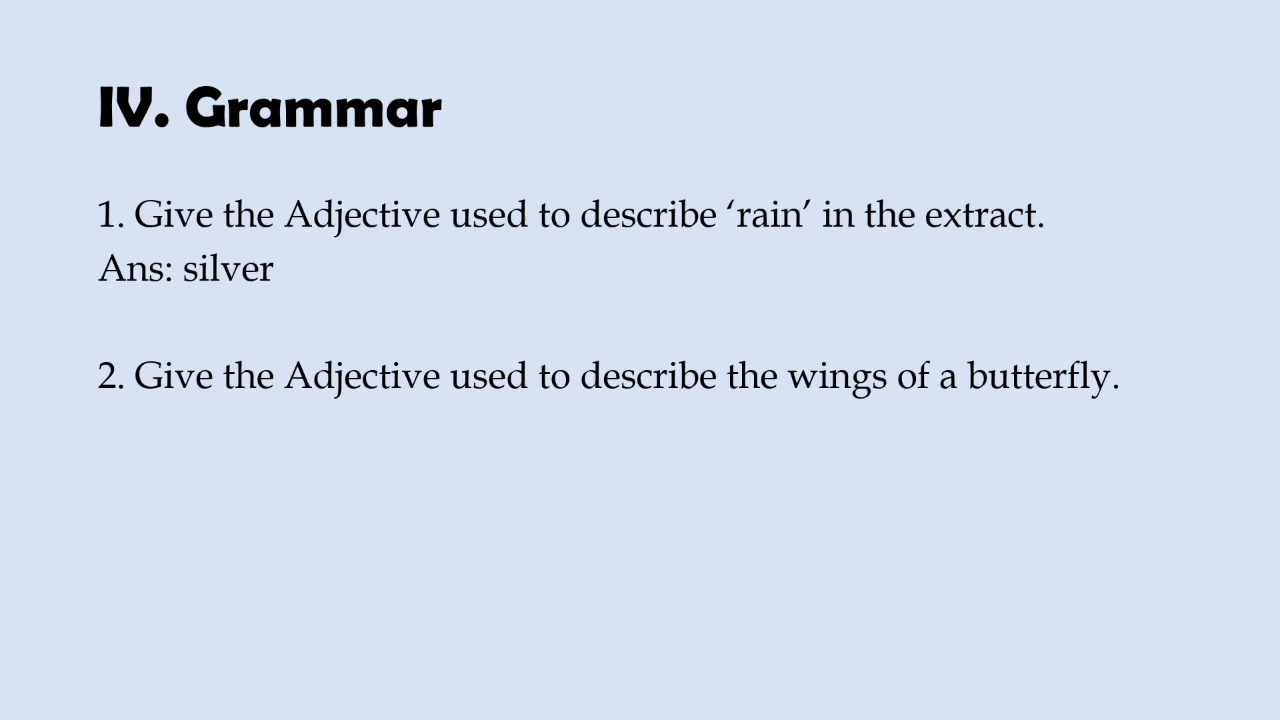 IV. Grammar
1. Give the Adjective used to describe ‘rain’ in the extract.
Ans: silver
2. Give the Adjective used to describe the wings of a butterfly.